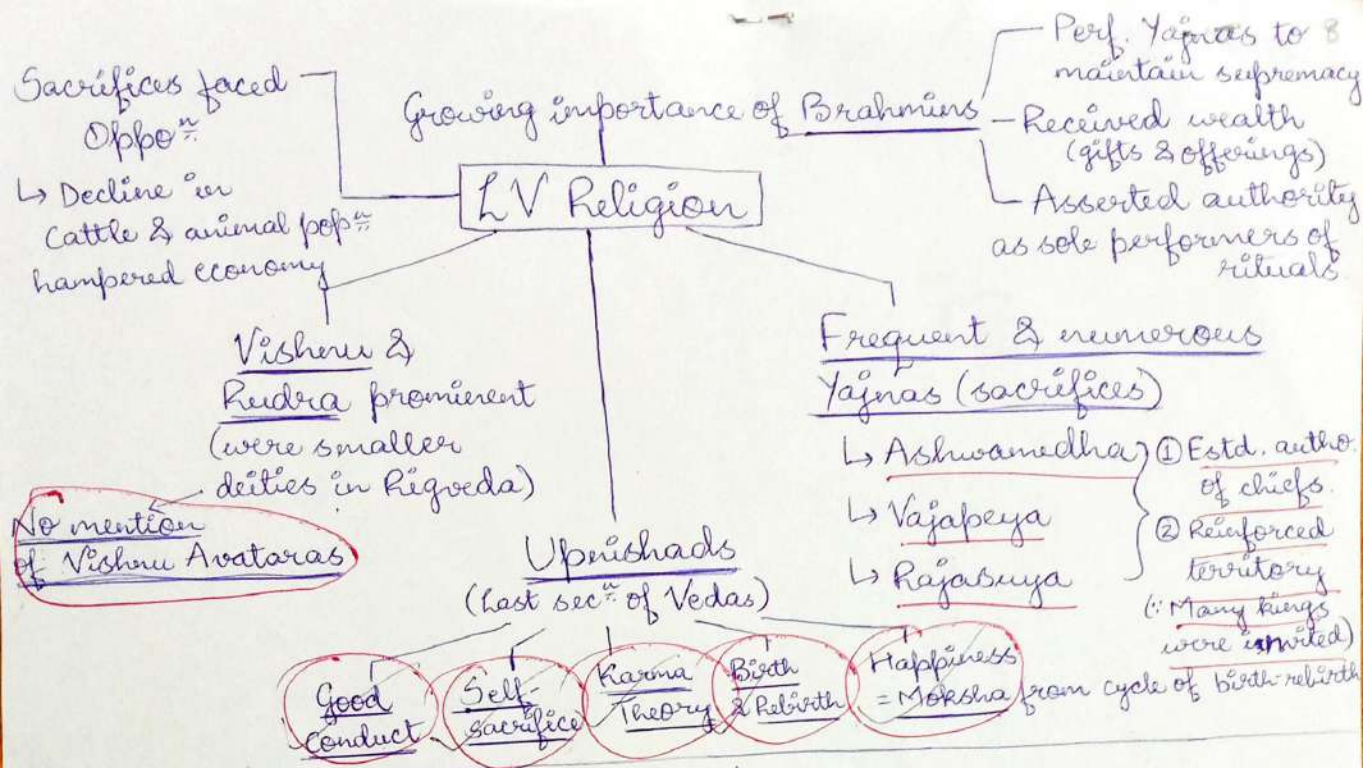 8
Growing importance of Brahmins
Perf. Yajnas to
maintain supremacy
Received wealth
(gifts & offerings)
Asserted authority
as sole performers of
rituals.
Sacrifices faced
Oppoⁿ
↳ Decline in
Cattle & animal popⁿ
hampered economy
LV Religion
Vishnu &
Rudra prominent
(were smaller
deities in Rigveda)
No mention
of Vishnu Avataras
Frequent & numerous
Yajnas (sacrifices)
↳ Ashwamedha
↳ Vajapeya
↳ Rajasuya
① Estd. autho.
of chiefs.
② Reinforced
territory
(∵ Many kings
were invited)
Upnishads
(Last secⁿ of Vedas)
Good
conduct
Self-
sacrifice
Karma
Theory
Birth
& Rebirth
Happiness
= Moksha from cycle of birth-rebirth